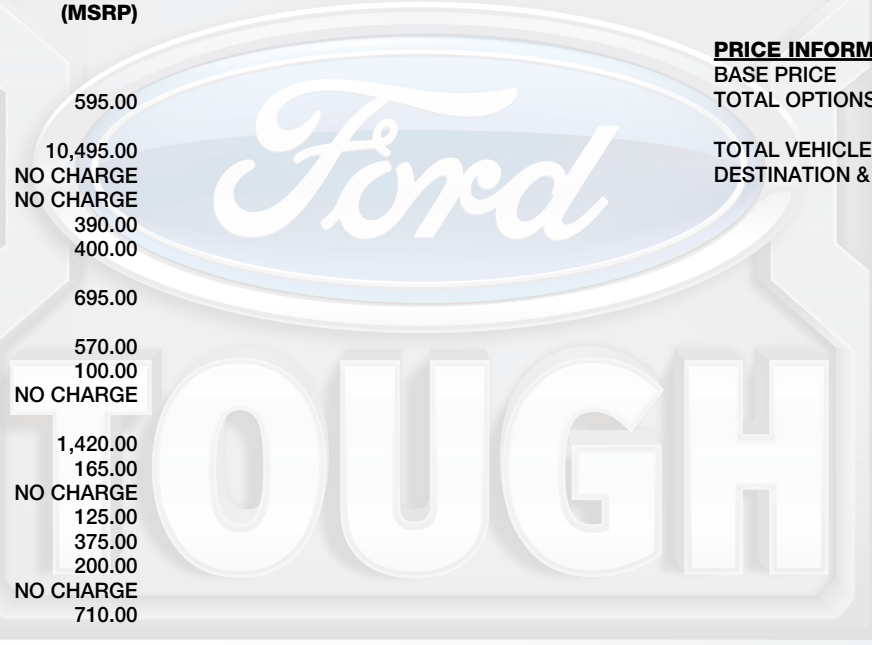 (MSRP)
595.00
10,495.00
NO CHARGE
NO CHARGE
390.00
400.00
695.00
570.00
100.00
NO CHARGE
1,420.00
165.00
NO CHARGE
125.00
375.00
200.00
NO CHARGE
710.00
PRICE INFORM
BASE PRICE
TOTAL OPTIONS
TOTAL VEHICLE
DESTINATION &
Ford
TOUGH